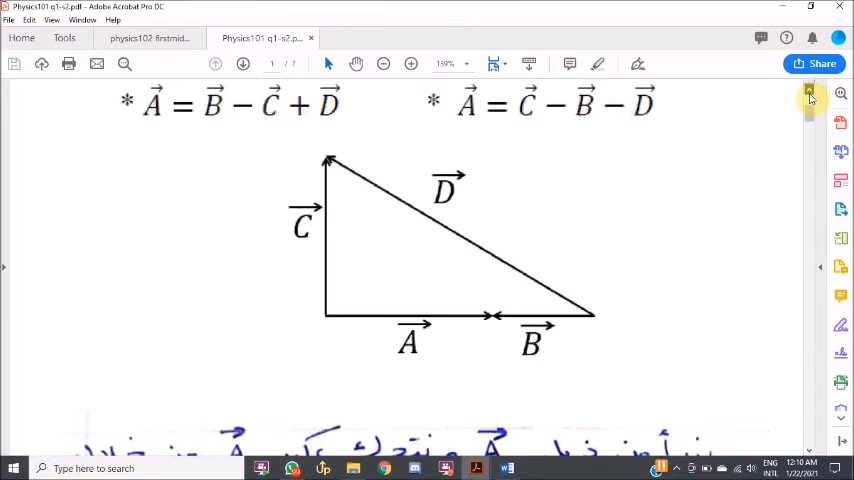 Physics101 q1-s2.pdf - Adobe Acrobat Pro DC
File Edit View Window Help
Home Tools physics102 firstmid... Physics101 q1-s2.p... ×
1 / 7 139% Share
* A⃗ = B⃗ − C⃗ + D⃗ * A⃗ = C⃗ − B⃗ − D⃗
D⃗
C⃗
A⃗ B⃗
A⃗ A⃗
Type here to search
ENG 12:10 AM
INTL 1/22/2021